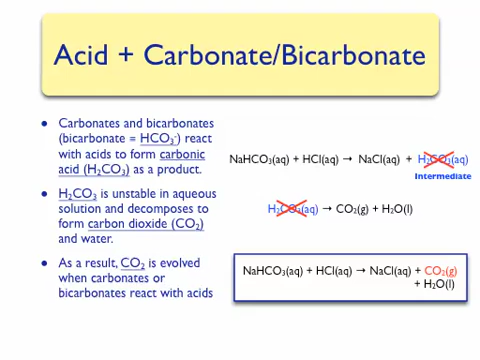 Acid + Carbonate/Bicarbonate
• Carbonates and bicarbonates
(bicarbonate = HCO₃⁻) react
with acids to form carbonic
acid (H₂CO₃) as a product.
• H₂CO₃ is unstable in aqueous
solution and decomposes to
form carbon dioxide (CO₂)
and water.
• As a result, CO₂ is evolved
when carbonates or
bicarbonates react with acids
NaHCO₃(aq) + HCl(aq) → NaCl(aq) + H₂CO₃(aq)
Intermediate
H₂CO₃(aq) → CO₂(g) + H₂O(l)
NaHCO₃(aq) + HCl(aq) → NaCl(aq) + CO₂(g)
+ H₂O(l)